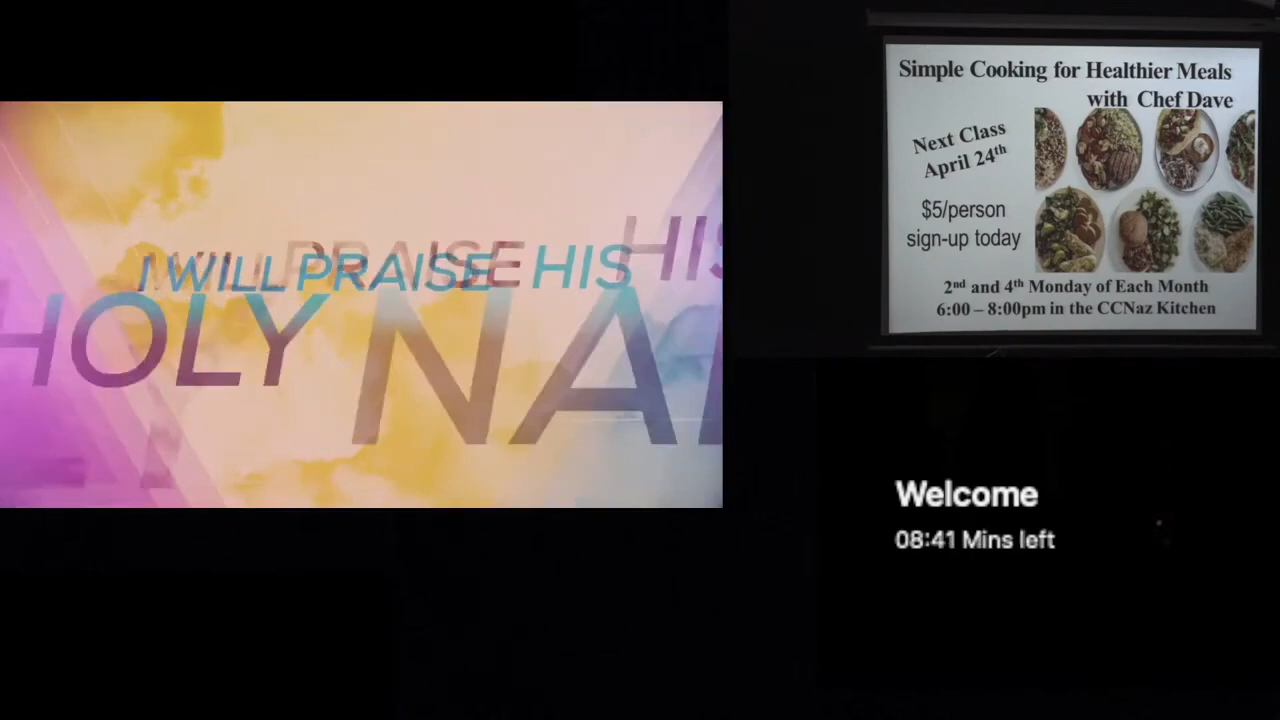 I WILL PRAISE HIS
HIS
HOLY NA
Simple Cooking for Healthier Meals
with Chef Dave
Next Class
April 24th
$5/person
sign-up today
2nd and 4th Monday of Each Month
6:00 – 8:00pm in the CCNaz Kitchen
Welcome
08:41 Mins left